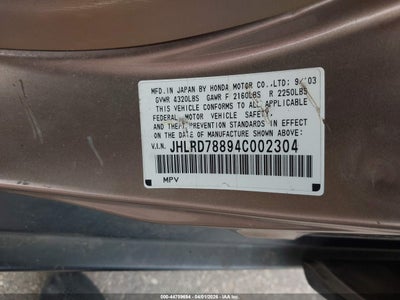 MFD.IN JAPAN BY HONDA MOTOR CO.,LTD; 9/03
GVWR 4320LBS GAWR F 2160LBS R 2250LBS
THIS VEHICLE CONFORMS TO ALL APPLICABLE
FEDERAL MOTOR VEHICLE SAFETY,
AND THEFT PREVENTION STANDARDS IN EFFECT ON
THE DATE OF MANUFACTURE SHOWN ABOVE.
V.I.N. JHLRD78894C002304
MPV
000-44759684 04/01/2026 IAA